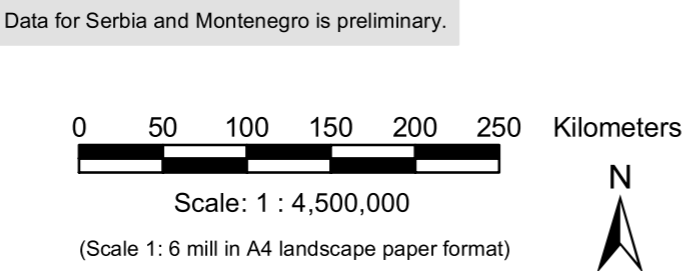 Data for Serbia and Montenegro is preliminary.
0 50 100 150 200 250 Kilometers
N
Scale: 1 : 4,500,000
(Scale 1: 6 mill in A4 landscape paper format)